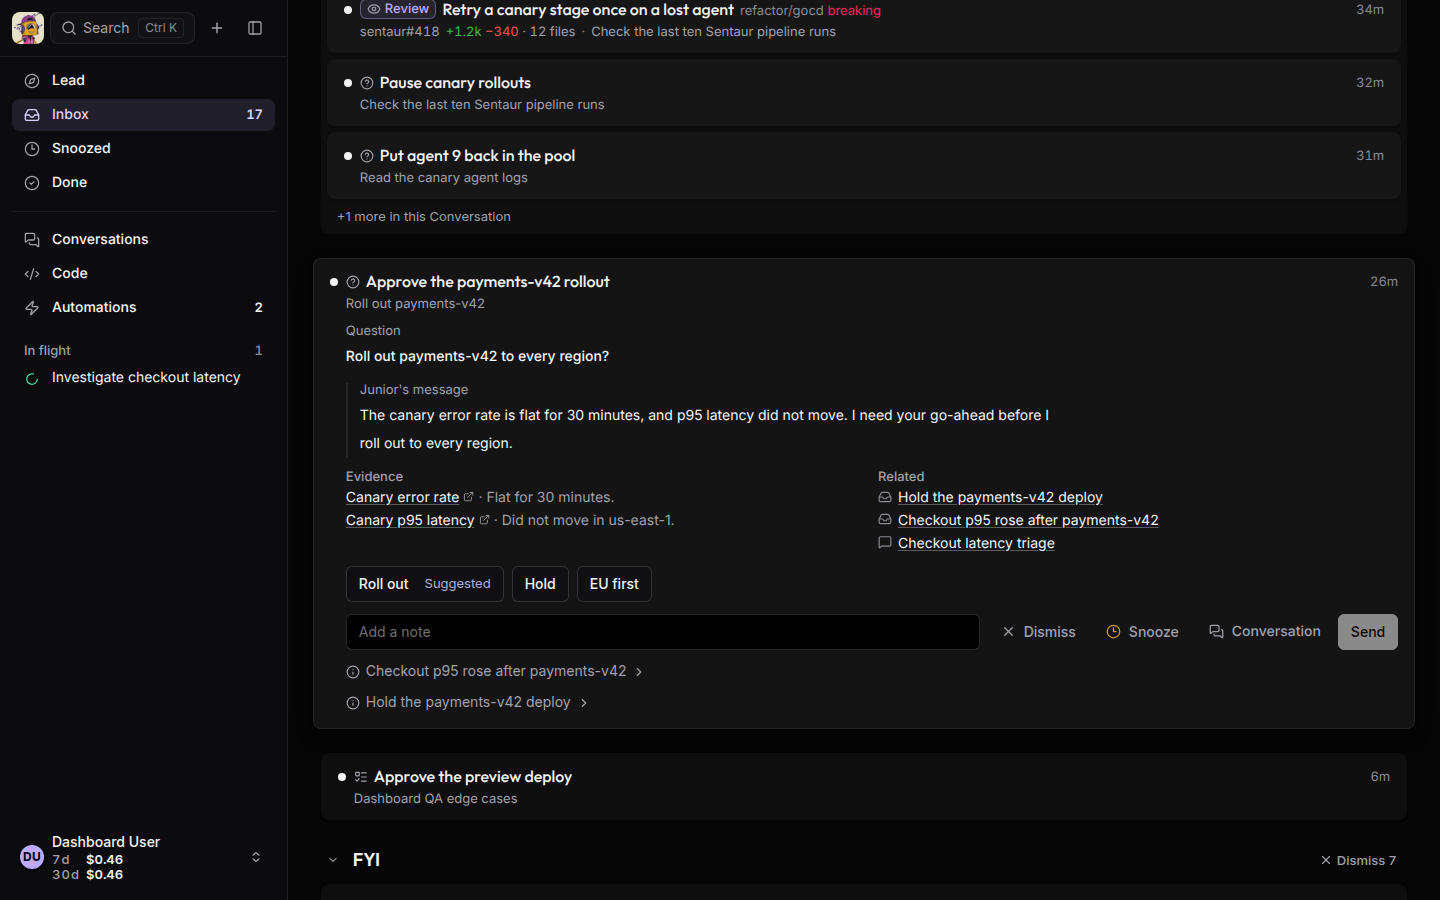 Search Ctrl K
Lead
Inbox 17
Snoozed
Done
Conversations
Code
Automations 2
In flight 1
Investigate checkout latency
DU
Dashboard User
7d $0.46
30d $0.46
Review Retry a canary stage once on a lost agent refactor/gocd breaking 34m
sentaur#418 +1.2k −340 · 12 files · Check the last ten Sentaur pipeline runs
Pause canary rollouts 32m
Check the last ten Sentaur pipeline runs
Put agent 9 back in the pool 31m
Read the canary agent logs
+1 more in this Conversation
Approve the payments-v42 rollout 26m
Roll out payments-v42
Question
Roll out payments-v42 to every region?
Junior's message
The canary error rate is flat for 30 minutes, and p95 latency did not move. I need your go-ahead before I
roll out to every region.
Evidence
Canary error rate · Flat for 30 minutes.
Canary p95 latency · Did not move in us-east-1.
Related
Hold the payments-v42 deploy
Checkout p95 rose after payments-v42
Checkout latency triage
Roll out Suggested Hold EU first
Add a note Dismiss Snooze Conversation Send
Checkout p95 rose after payments-v42
Hold the payments-v42 deploy
Approve the preview deploy 6m
Dashboard QA edge cases
FYI Dismiss 7